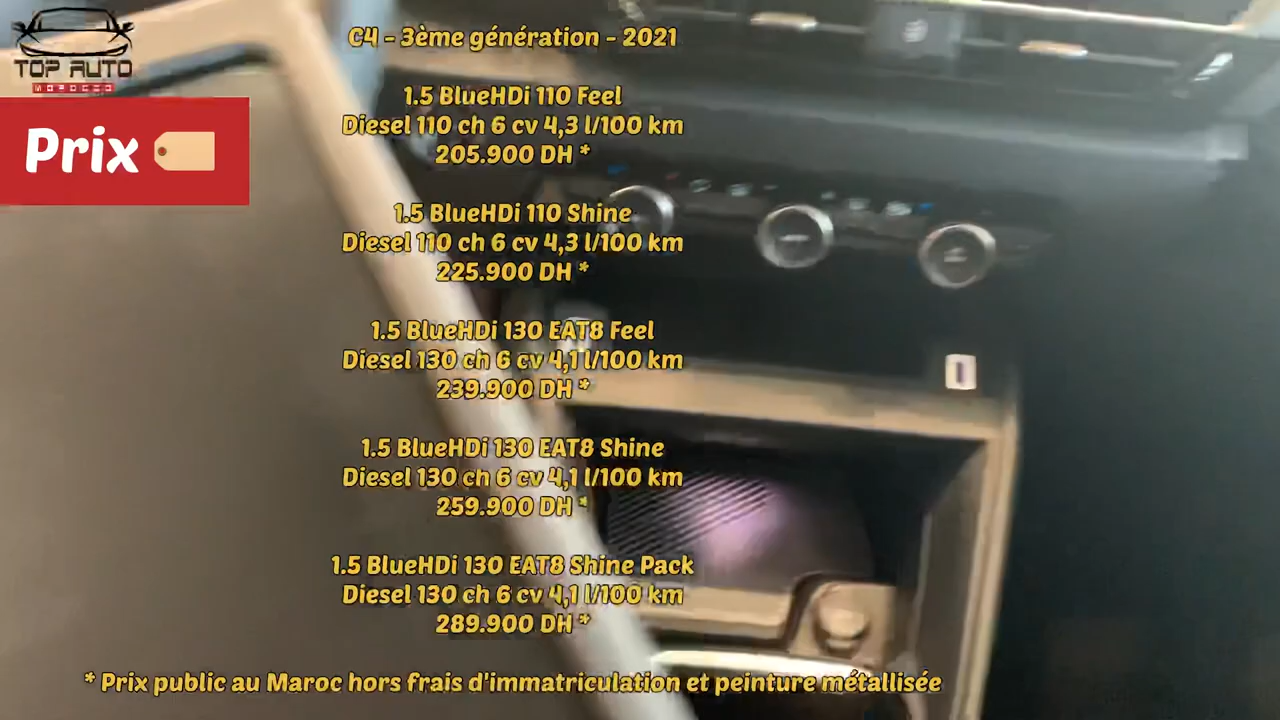 TOP AUTO
MOROCCO
Prix
C4 - 3ème génération - 2021
1.5 BlueHDi 110 Feel
Diesel 110 ch 6 cv 4,3 l/100 km
205.900 DH *
1.5 BlueHDi 110 Shine
Diesel 110 ch 6 cv 4,3 l/100 km
225.900 DH *
1.5 BlueHDi 130 EAT8 Feel
Diesel 130 ch 6 cv 4,1 l/100 km
239.900 DH *
1.5 BlueHDi 130 EAT8 Shine
Diesel 130 ch 6 cv 4,1 l/100 km
259.900 DH *
1.5 BlueHDi 130 EAT8 Shine Pack
Diesel 130 ch 6 cv 4,1 l/100 km
289.900 DH *
* Prix public au Maroc hors frais d'immatriculation et peinture métallisée